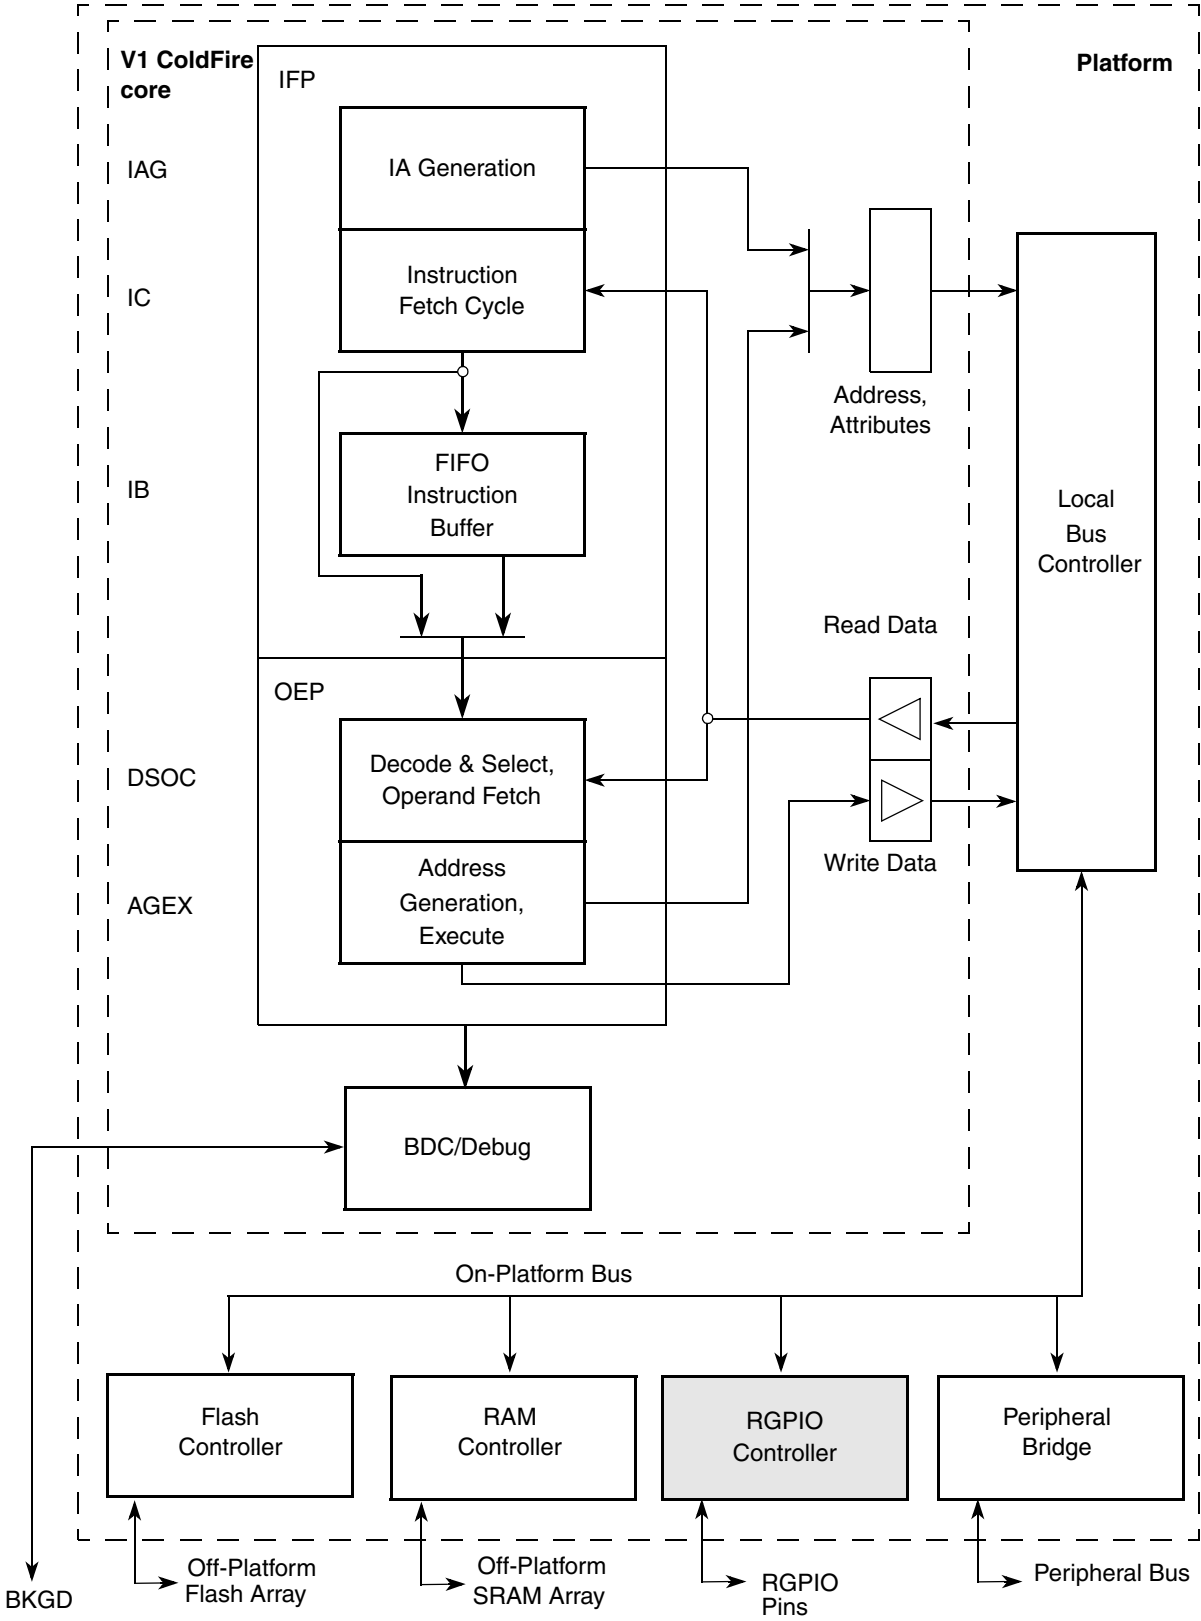 V1 ColdFire
core
Platform
IFP
IAG
IA Generation
IC
Instruction
Fetch Cycle
Address,
Attributes
IB
FIFO
Instruction
Buffer
Local
Bus
Controller
Read Data
OEP
DSOC
Decode & Select,
Operand Fetch
Write Data
AGEX
Address
Generation,
Execute
BDC/Debug
On-Platform Bus
Flash
Controller
RAM
Controller
RGPIO
Controller
Peripheral
Bridge
BKGD
Off-Platform
Flash Array
Off-Platform
SRAM Array
RGPIO
Pins
Peripheral Bus